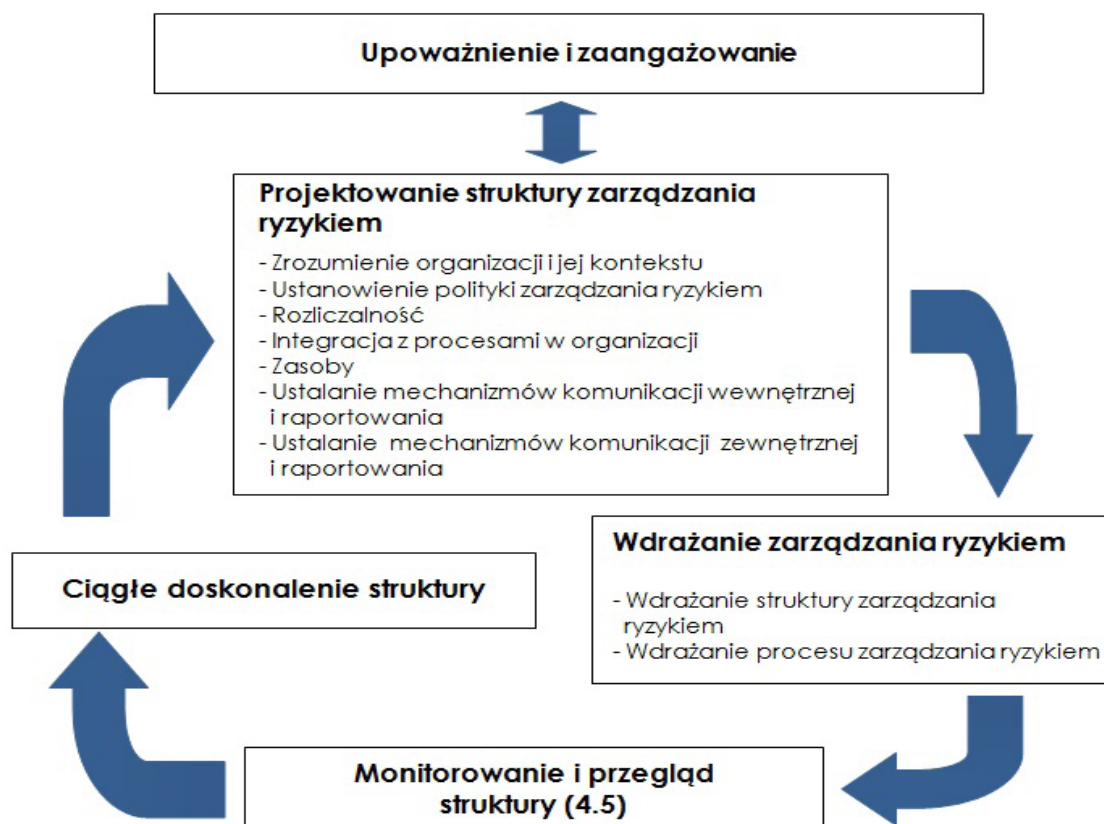 Upoważnienie i zaangażowanie
Projektowanie struktury zarządzania
ryzykiem
- Zrozumienie organizacji i jej kontekstu
- Ustanowienie polityki zarządzania ryzykiem
- Rozliczalność
- Integracja z procesami w organizacji
- Zasoby
- Ustalanie mechanizmów komunikacji wewnętrznej
i raportowania
- Ustalanie mechanizmów komunikacji zewnętrznej
i raportowania
Wdrażanie zarządzania ryzykiem
- Wdrażanie struktury zarządzania
ryzykiem
- Wdrażanie procesu zarządzania ryzykiem
Monitorowanie i przegląd
struktury (4.5)
Ciągłe doskonalenie struktury